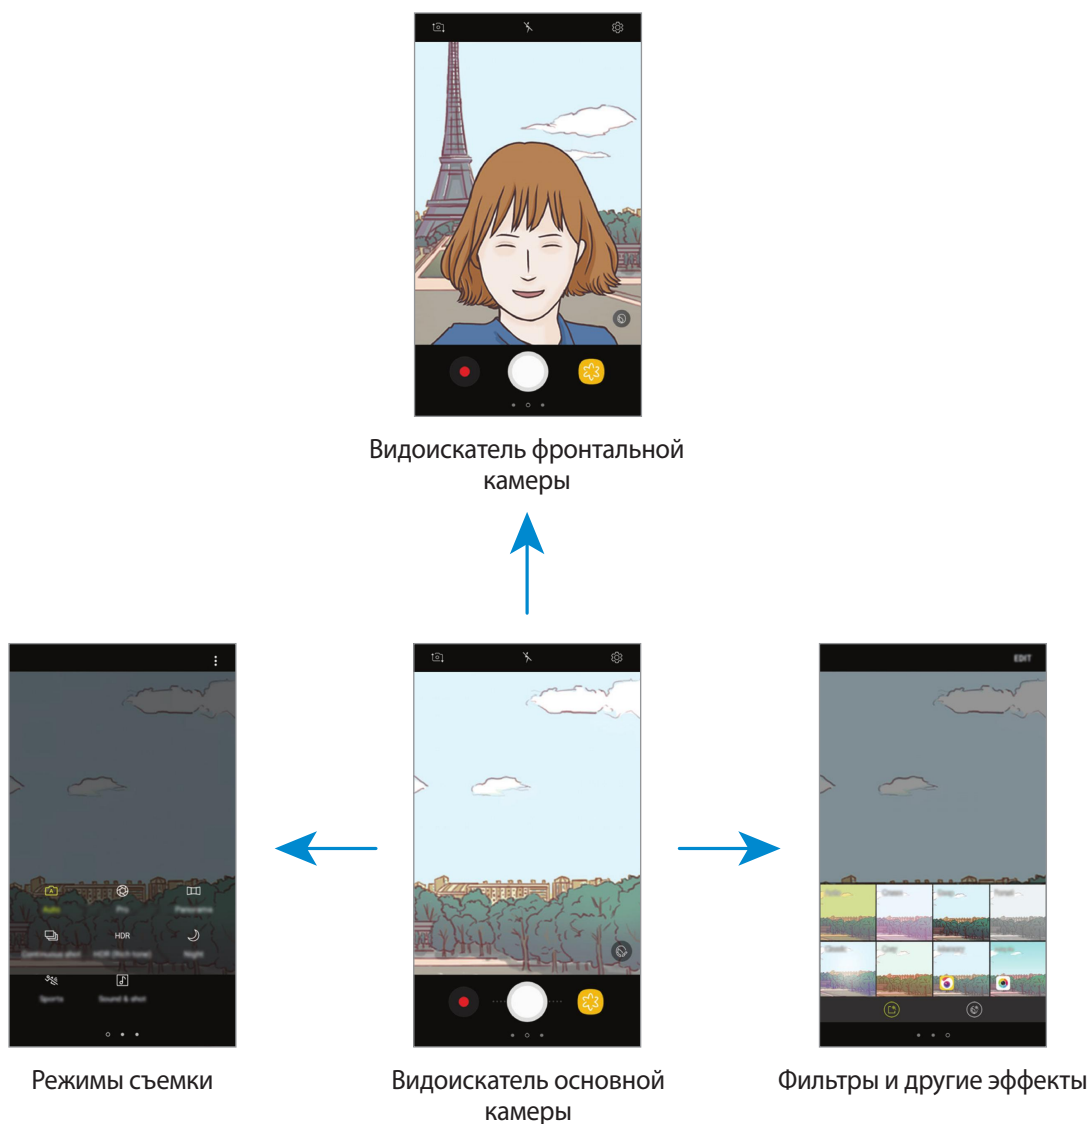 Видоискатель фронтальной
камеры
EDIT
Auto
Pro
Panorama
HDR
Continuous shot
HDR (Rich tone)
Night
Sports
Sound & shot
Режимы съемки
Видоискатель основной
камеры
Фильтры и другие эффекты